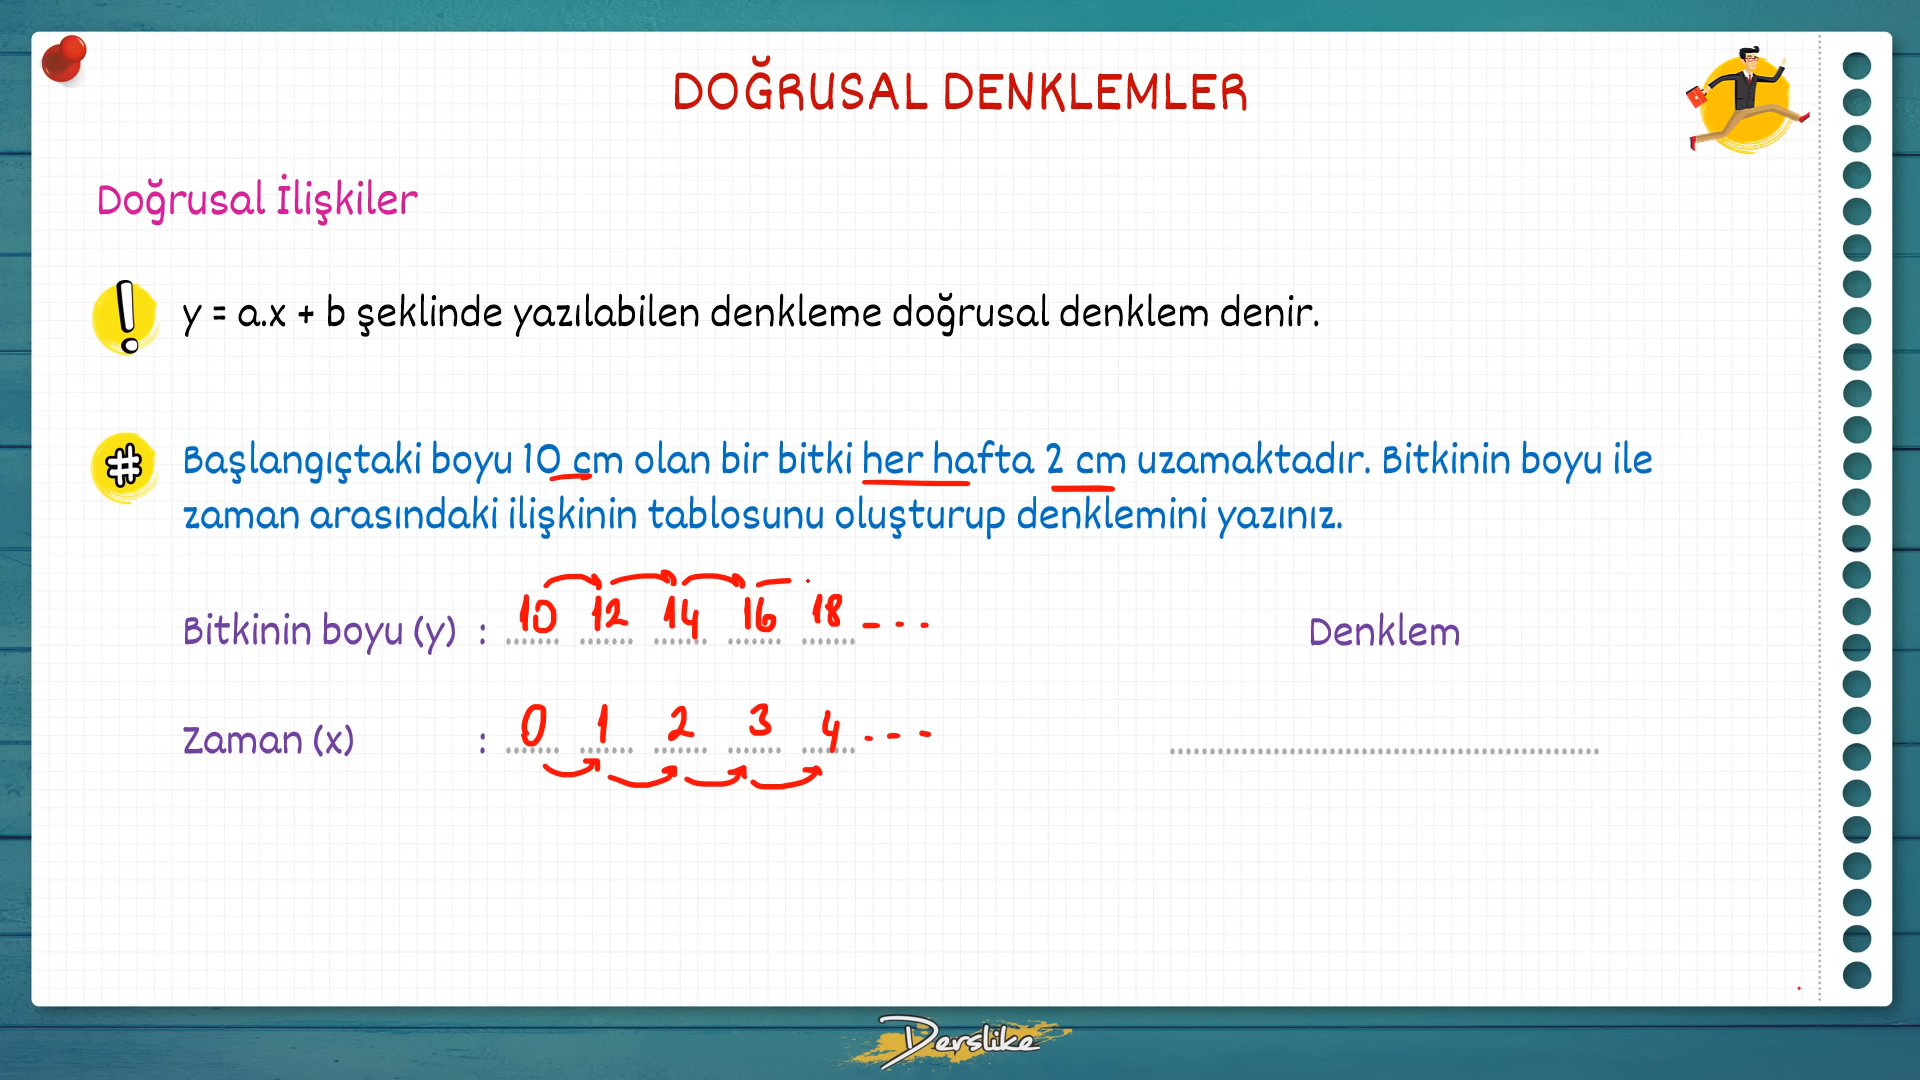 DOĞRUSAL DENKLEMLER
Doğrusal İlişkiler
! y = a.x + b şeklinde yazılabilen denkleme doğrusal denklem denir.
# Başlangıçtaki boyu 10 cm olan bir bitki her hafta 2 cm uzamaktadır. Bitkinin boyu ile
zaman arasındaki ilişkinin tablosunu oluşturup denklemini yazınız.
Bitkinin boyu (y) : 10 12 14 16 18 - - -
Denklem
Zaman (x) : 0 1 2 3 4 - - -
Derslike